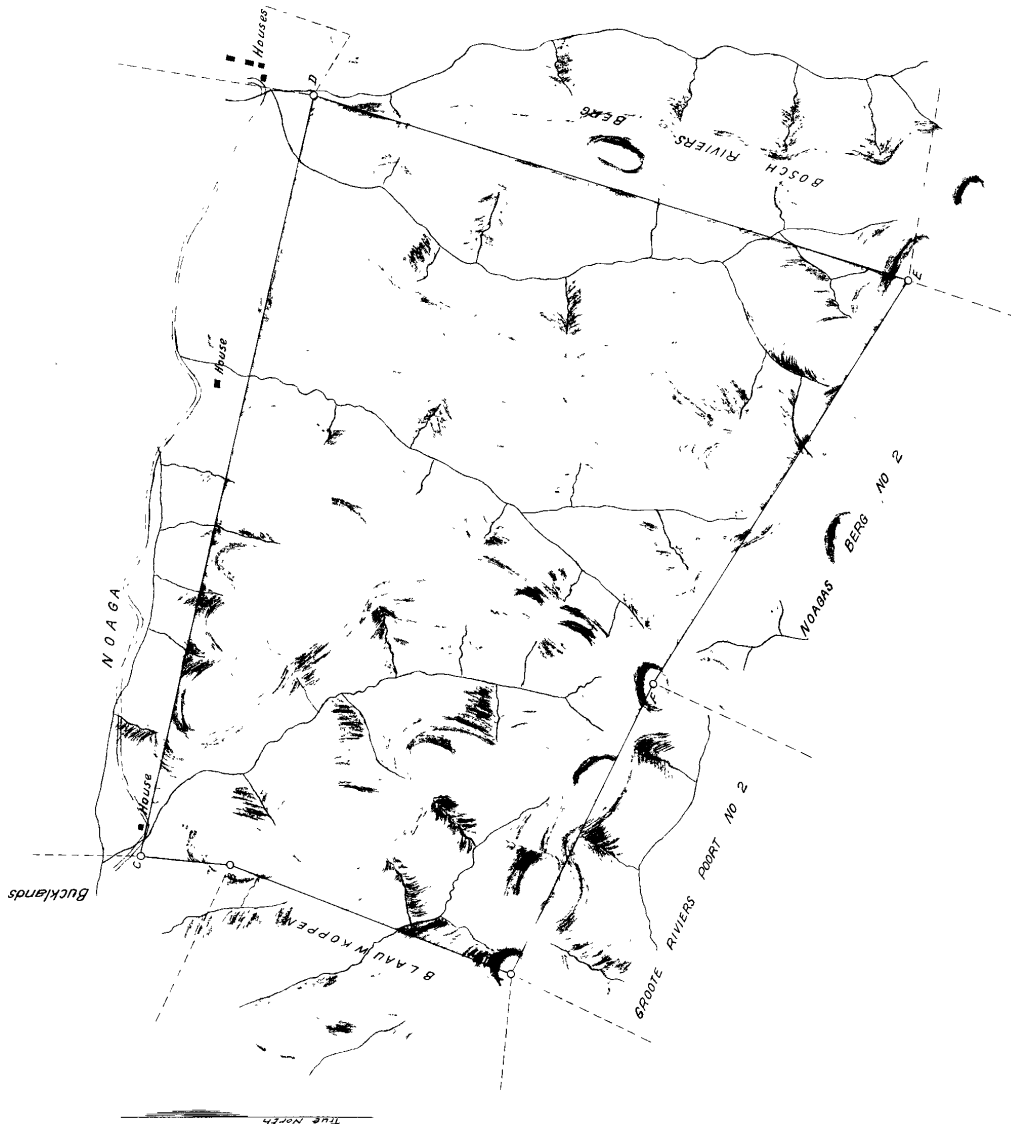 Houses
D
BOSCH RIVIERS BERG
E
House
NOAGA
NOAGAS BERG NO 2
F
House
C
Bucklands
BLAAUWKOPPEN
GROOTE RIVIERS POORT NO 2
True North